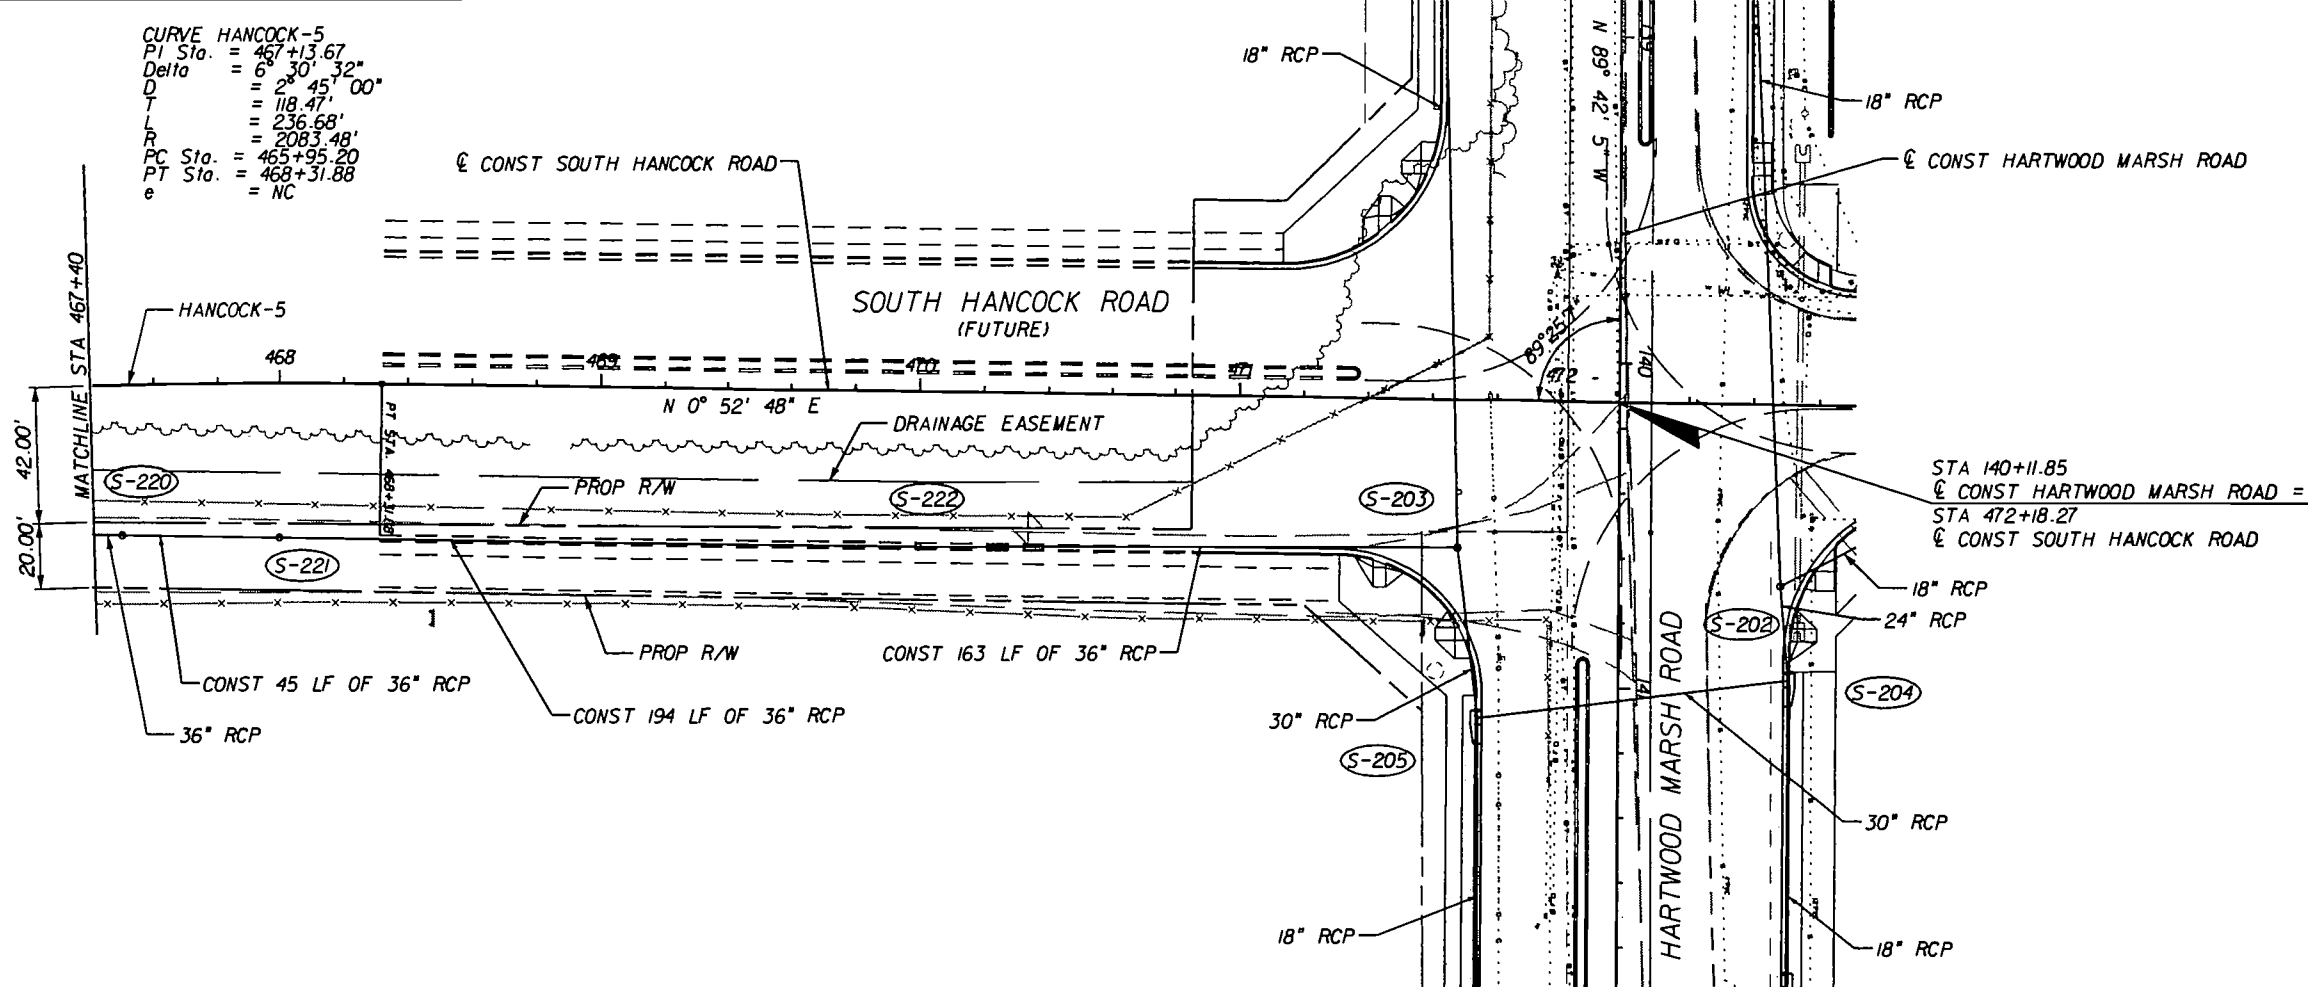 CURVE HANCOCK-5
PI Sta. = 467+13.67
Delta = 6° 30' 32"
D = 2° 45' 00"
T = 118.47'
L = 236.68'
R = 2083.48'
PC Sta. = 465+95.20
PT Sta. = 468+31.88
e = NC
18" RCP
N 89° 42' 5" W
139
18" RCP
℄ CONST SOUTH HANCOCK ROAD
℄ CONST HARTWOOD MARSH ROAD
MATCHLINE STA 467+40
HANCOCK-5
SOUTH HANCOCK ROAD
(FUTURE)
468
469
470
471
472
140
N 0° 52' 48" E
DRAINAGE EASEMENT
42.00'
20.00'
PT STA 468+31.88
S-220
PROP R/W
S-222
S-203
STA 140+11.85
℄ CONST HARTWOOD MARSH ROAD =
STA 472+18.27
℄ CONST SOUTH HANCOCK ROAD
S-221
18" RCP
24" RCP
S-202
PROP R/W
CONST 163 LF OF 36" RCP
CONST 45 LF OF 36" RCP
CONST 194 LF OF 36" RCP
36" RCP
30" RCP
141
S-204
S-205
HARTWOOD MARSH ROAD
30" RCP
18" RCP
18" RCP